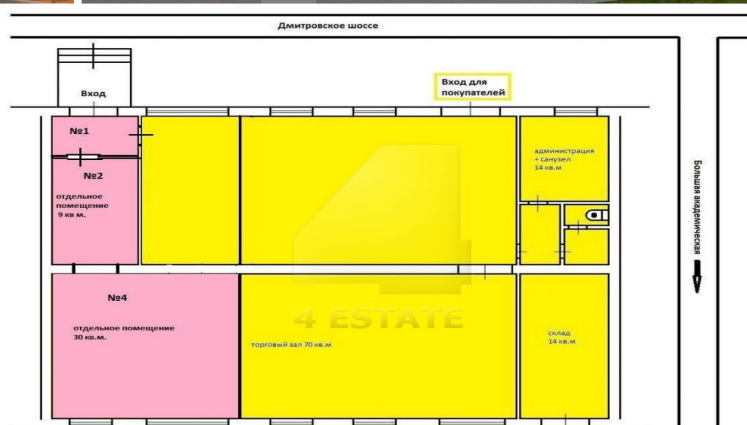 Дмитровское шоссе
Вход
Вход для
покупателей
№1
№2
отдельное
помещение
9 кв м.
администрация
+ санузел
14 кв.м
Большая академическая
№4
отдельное помещение
30 кв.м.
4 ESTATE
торговый зал 70 кв.м
склад
14 кв.м